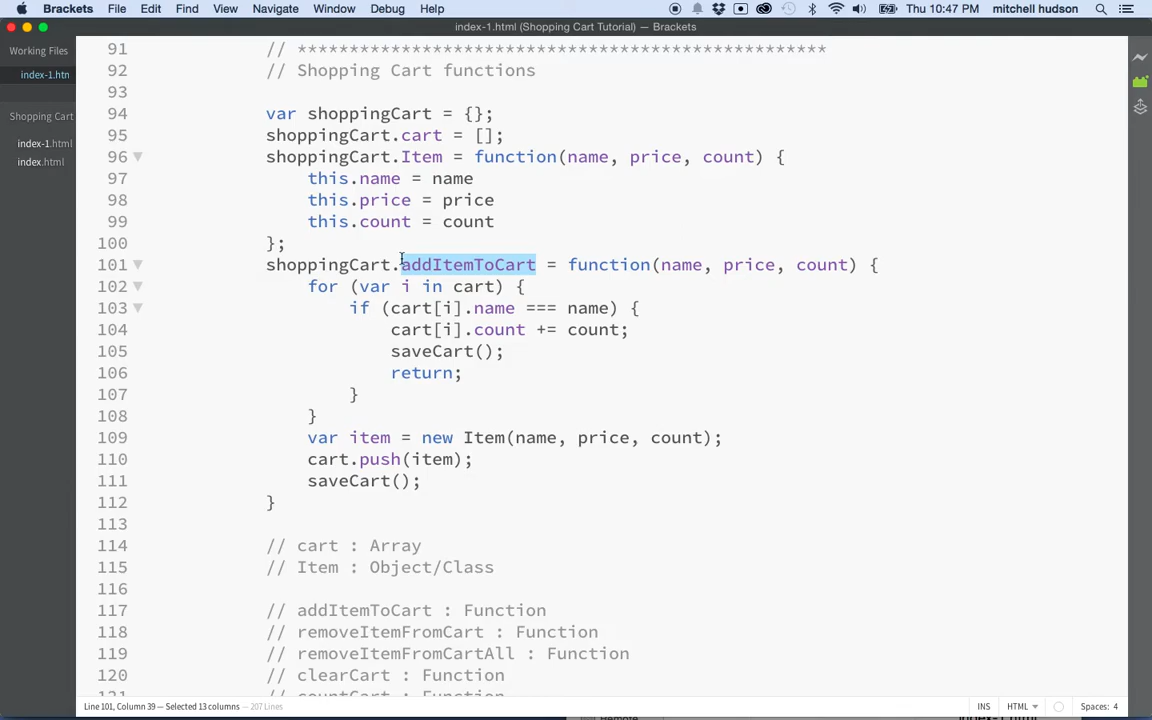 Brackets File Edit View Navigate Window Debug Help Thu 10:47 PM mitchell hudson
index-1.html (Shopping Cart Tutorial) — Brackets
Working Files
index-1.htn
Shopping Cart
index-1.html
index.html
91 // ***************************************************
92 // Shopping Cart functions
93
94 var shoppingCart = {};
95 shoppingCart.cart = [];
96 shoppingCart.Item = function(name, price, count) {
97 this.name = name
98 this.price = price
99 this.count = count
100 };
101 shoppingCart.addItemToCart = function(name, price, count) {
102 for (var i in cart) {
103 if (cart[i].name === name) {
104 cart[i].count += count;
105 saveCart();
106 return;
107 }
108 }
109 var item = new Item(name, price, count);
110 cart.push(item);
111 saveCart();
112 }
113
114 // cart : Array
115 // Item : Object/Class
116
117 // addItemToCart : Function
118 // removeItemFromCart : Function
119 // removeItemFromCartAll : Function
120 // clearCart : Function
121 // countCart : Function
Line 101, Column 39 — Selected 13 columns — 207 Lines INS HTML Spaces: 4